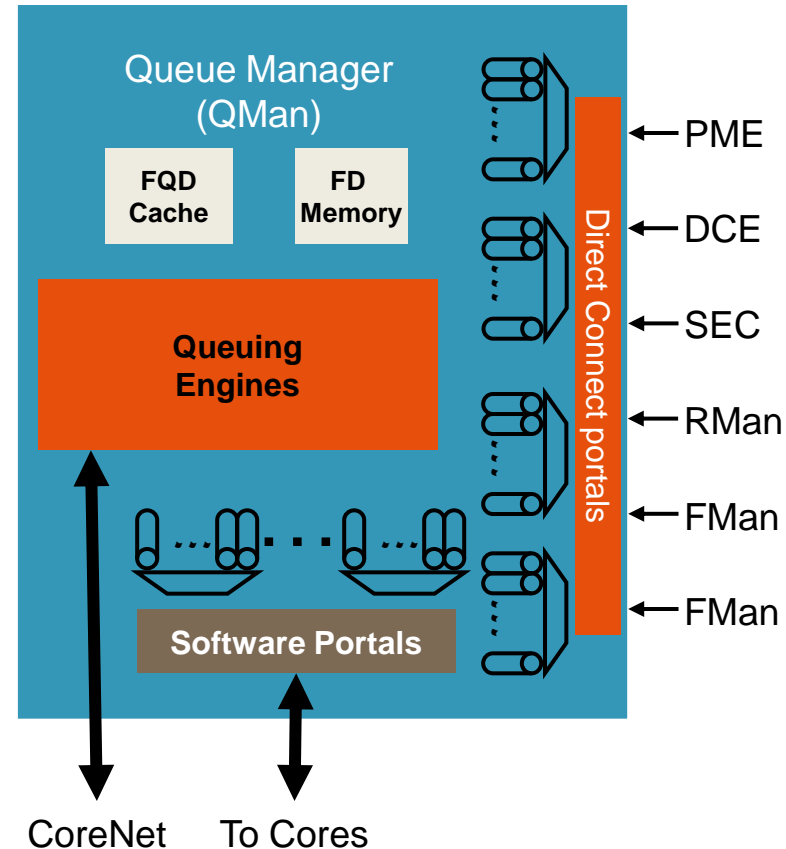 Queue Manager
(QMan)
FQD
Cache
FD
Memory
Queuing
Engines
Software Portals
Direct Connect portals
PME
DCE
SEC
RMan
FMan
FMan
CoreNet
To Cores